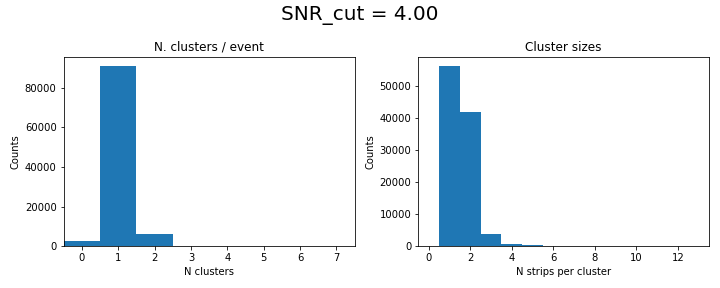 SNR_cut = 4.00
N. clusters / event
Counts
80000
60000
40000
20000
0
0 1 2 3 4 5 6 7
N clusters
Cluster sizes
Counts
50000
40000
30000
20000
10000
0
0 2 4 6 8 10 12
N strips per cluster